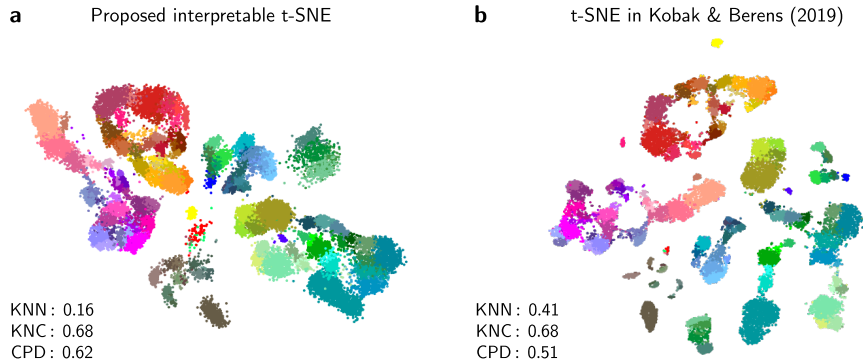 a Proposed interpretable t-SNE
KNN: 0.16
KNC: 0.68
CPD: 0.62
b t-SNE in Kobak & Berens (2019)
KNN: 0.41
KNC: 0.68
CPD: 0.51